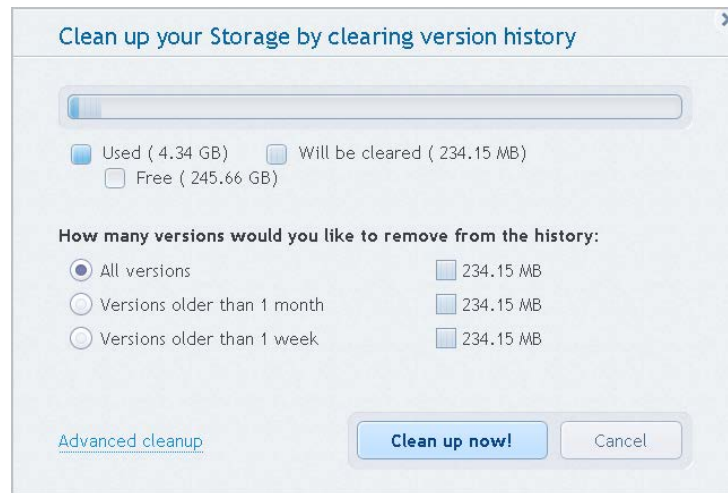 Clean up your Storage by clearing version history
Used ( 4.34 GB) Will be cleared ( 234.15 MB)
Free ( 245.66 GB)
How many versions would you like to remove from the history:
All versions 234.15 MB
Versions older than 1 month 234.15 MB
Versions older than 1 week 234.15 MB
Advanced cleanup Clean up now! Cancel